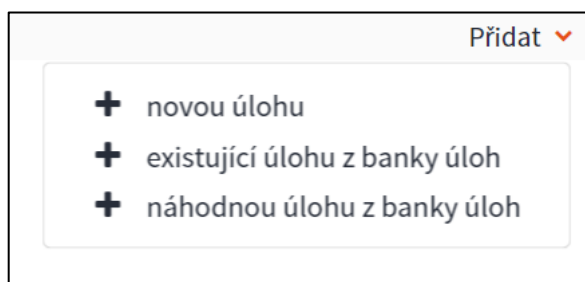 Přidat
novou úlohu
existující úlohu z banky úloh
náhodnou úlohu z banky úloh